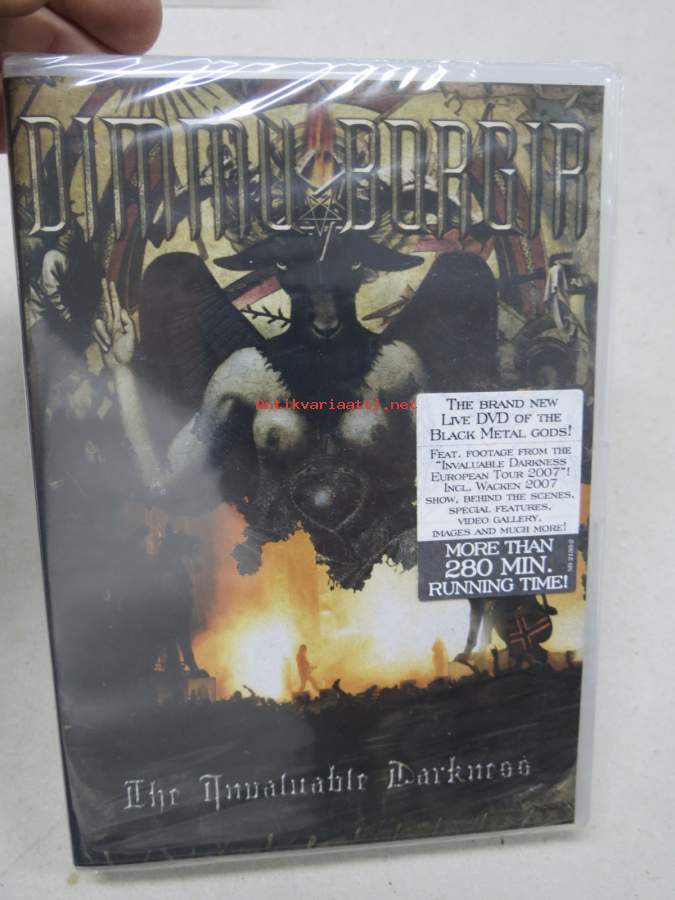 DIMMU BORGIR
Antikvariaatti.net
THE BRAND NEW
LIVE DVD OF THE
BLACK METAL GODS!
FEAT. FOOTAGE FROM THE
"INVALUABLE DARKNESS
EUROPEAN TOUR 2007"!
INCL. WACKEN 2007
SHOW, BEHIND THE SCENES,
SPECIAL FEATURES,
VIDEO GALLERY,
IMAGES AND MUCH MORE!
MORE THAN
280 MIN.
RUNNING TIME!
The Invaluable Darkness